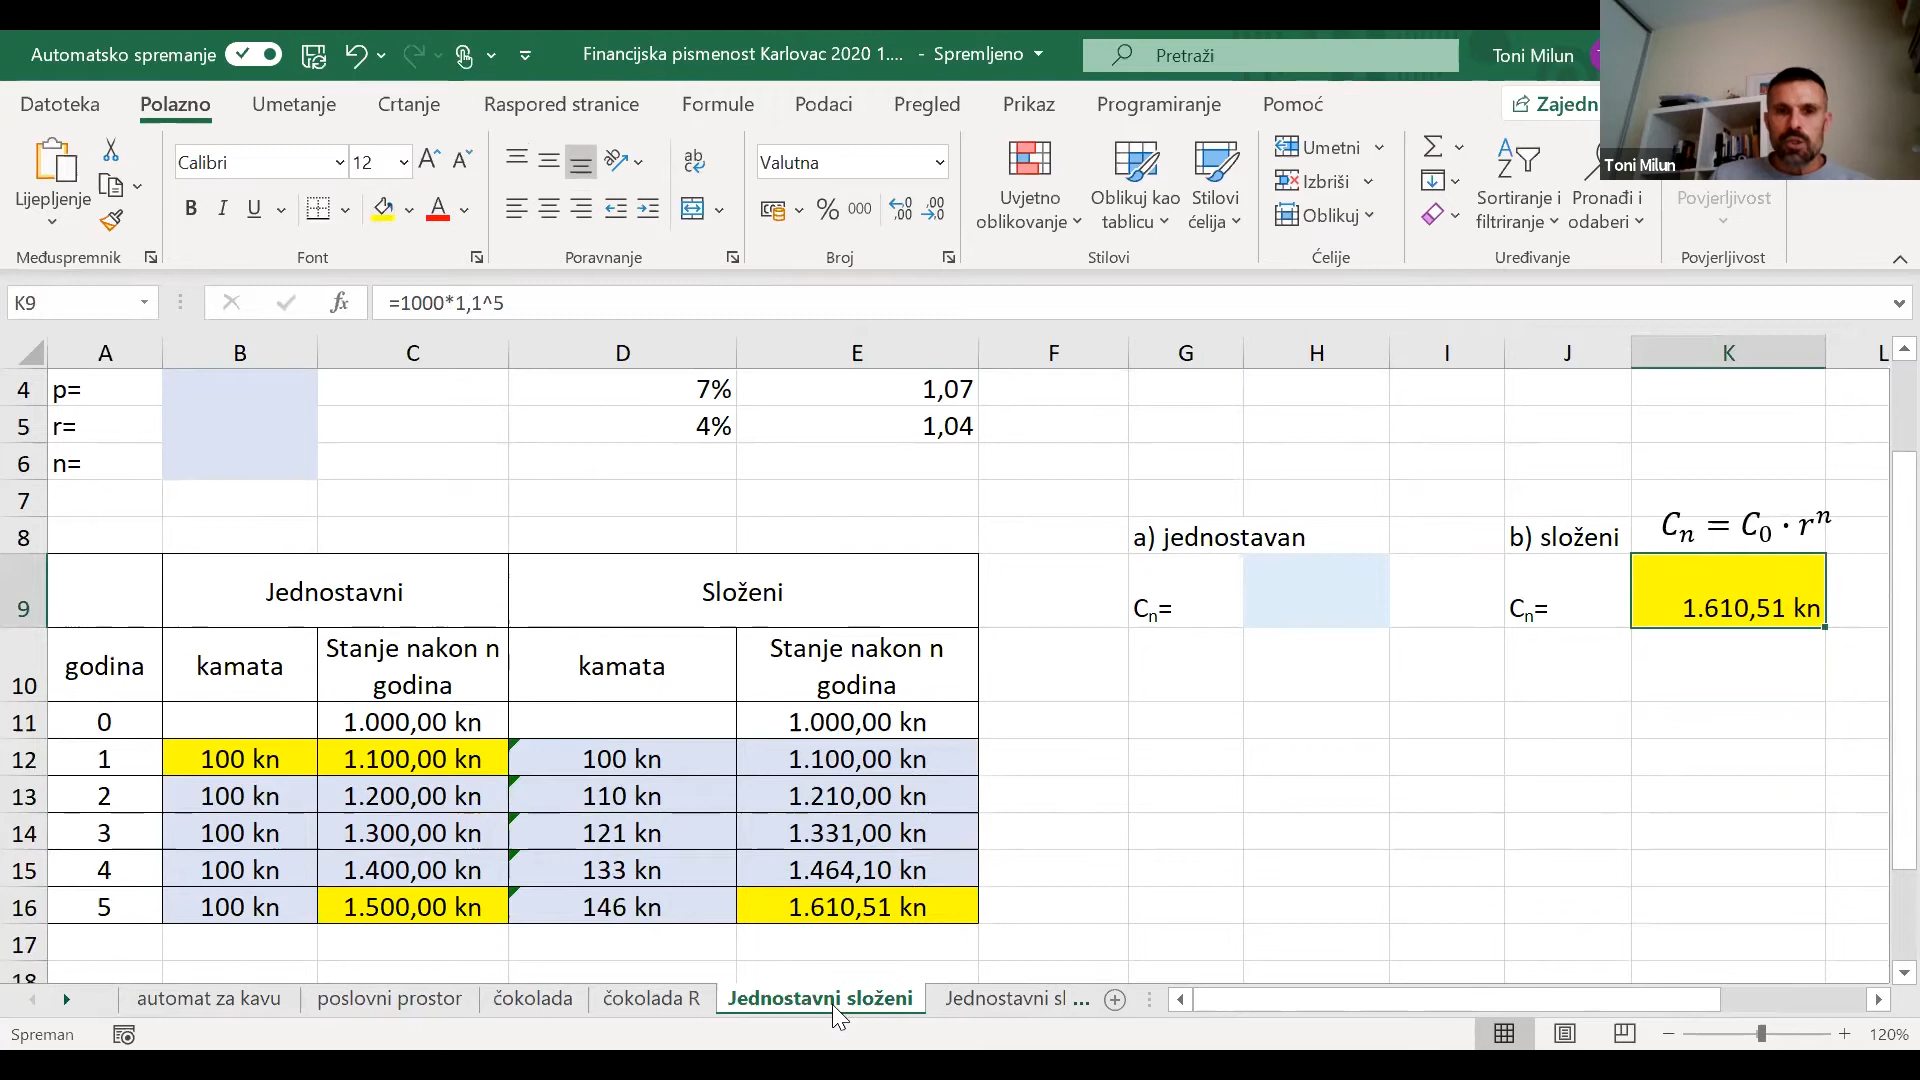 Automatsko spremanje
Financijska pismenost Karlovac 2020 1.... - Spremljeno
Pretraži
Toni Milun
Datoteka Polazno Umetanje Crtanje Raspored stranice Formule Podaci Pregled Prikaz Programiranje Pomoć
Zajedn
Toni Milun
Lijepljenje
Calibri 12
B I U
A A
ab
Valutna
% 000
Uvjetno oblikovanje
Oblikuj kao tablicu
Stilovi ćelija
Umetni
Izbriši
Oblikuj
Sortiranje i filtriranje
Pronađi i odaberi
Povjerljivost
Međuspremnik Font Poravnanje Broj Stilovi Ćelije Uređivanje Povjerljivost
K9
fx
=1000*1,1^5
A B C D E F G H I J K L
4 p= 7% 1,07
5 r= 4% 1,04
6 n=
7
8 a) jednostavan b) složeni Cₙ = C₀ · rⁿ
9 Jednostavni Složeni Cₙ= Cₙ= 1.610,51 kn
10 godina kamata Stanje nakon n godina kamata Stanje nakon n godina
11 0 1.000,00 kn 1.000,00 kn
12 1 100 kn 1.100,00 kn 100 kn 1.100,00 kn
13 2 100 kn 1.200,00 kn 110 kn 1.210,00 kn
14 3 100 kn 1.300,00 kn 121 kn 1.331,00 kn
15 4 100 kn 1.400,00 kn 133 kn 1.464,10 kn
16 5 100 kn 1.500,00 kn 146 kn 1.610,51 kn
17
18
automat za kavu poslovni prostor čokolada čokolada R Jednostavni složeni Jednostavni sl ...
Spreman
120%